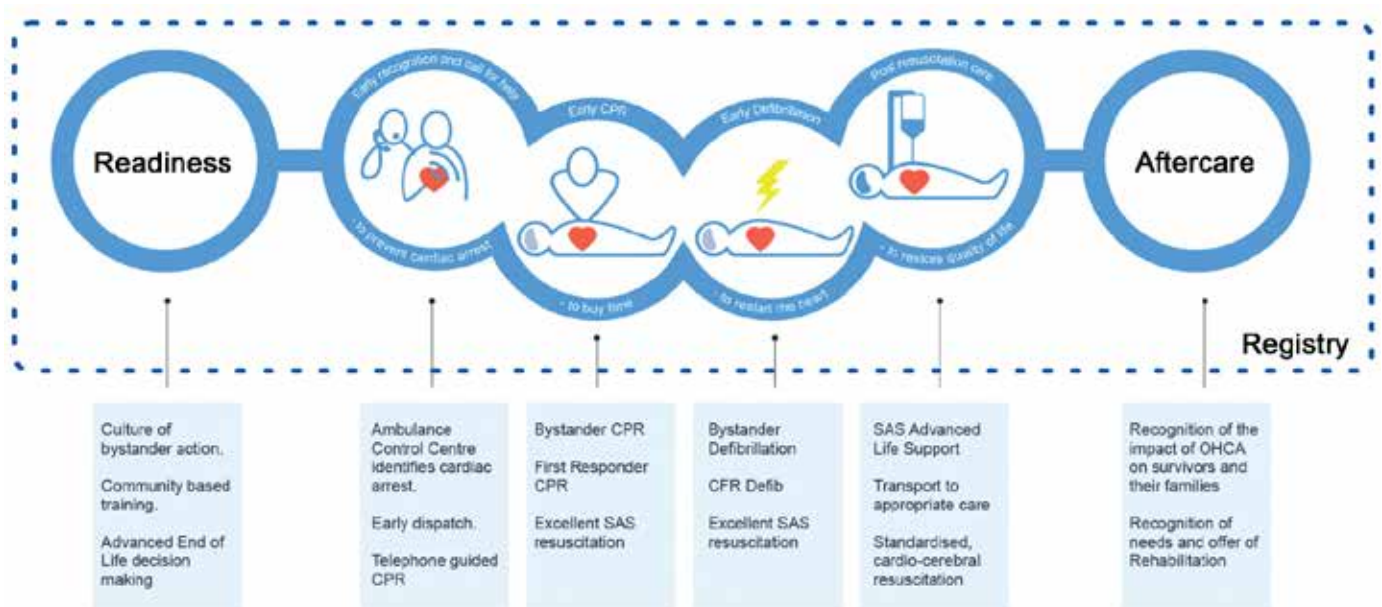 Readiness
Early recognition and call for help
- to prevent cardiac arrest
Early CPR
- to buy time
Early Defibrillation
- to restart the heart
Post resuscitation care
- to restore quality of life
Aftercare
Registry
Culture of
bystander action.
Community based
training.
Advanced End of
Life decision
making
Ambulance
Control Centre
identifies cardiac
arrest.
Early dispatch.
Telephone guided
CPR
Bystander CPR
First Responder
CPR
Excellent SAS
resuscitation
Bystander
Defibrillation
CFR Defib
Excellent SAS
resuscitation
SAS Advanced
Life Support
Transport to
appropriate care
Standardised,
cardio-cerebral
resuscitation
Recognition of the
impact of OHCA
on survivors and
their families
Recognition of
needs and offer of
Rehabilitation